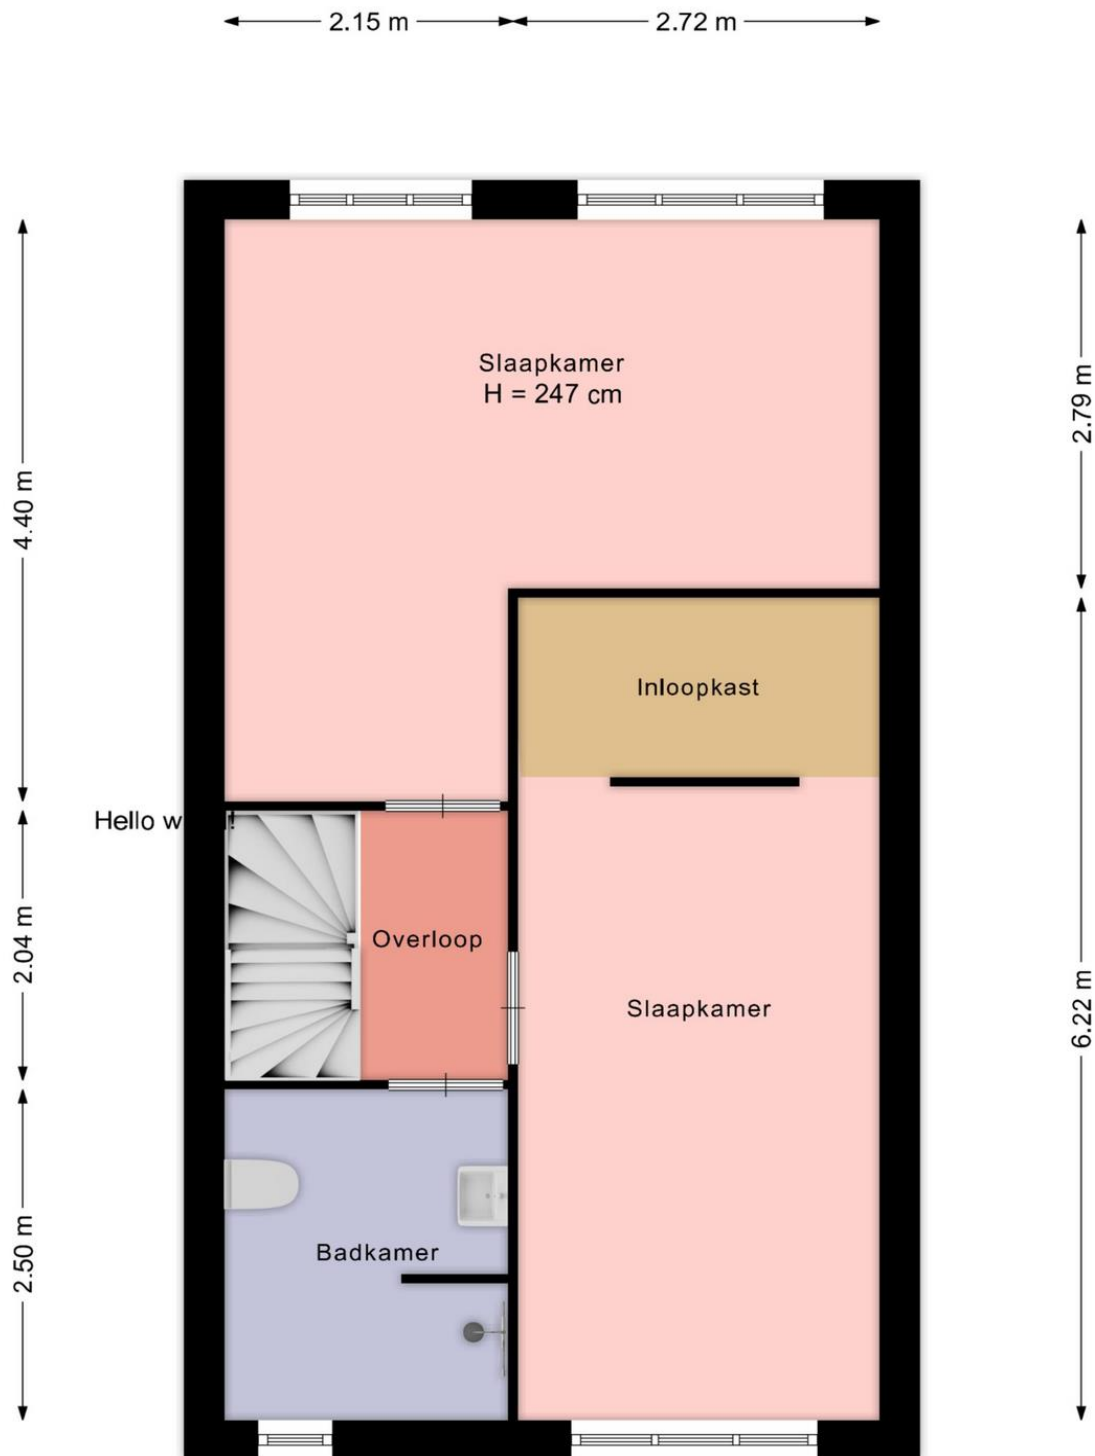 2.15 m
2.72 m
Slaapkamer
H = 247 cm
2.79 m
4.40 m
Inloopkast
Hello
Overloop
2.04 m
Slaapkamer
6.22 m
Badkamer
2.50 m